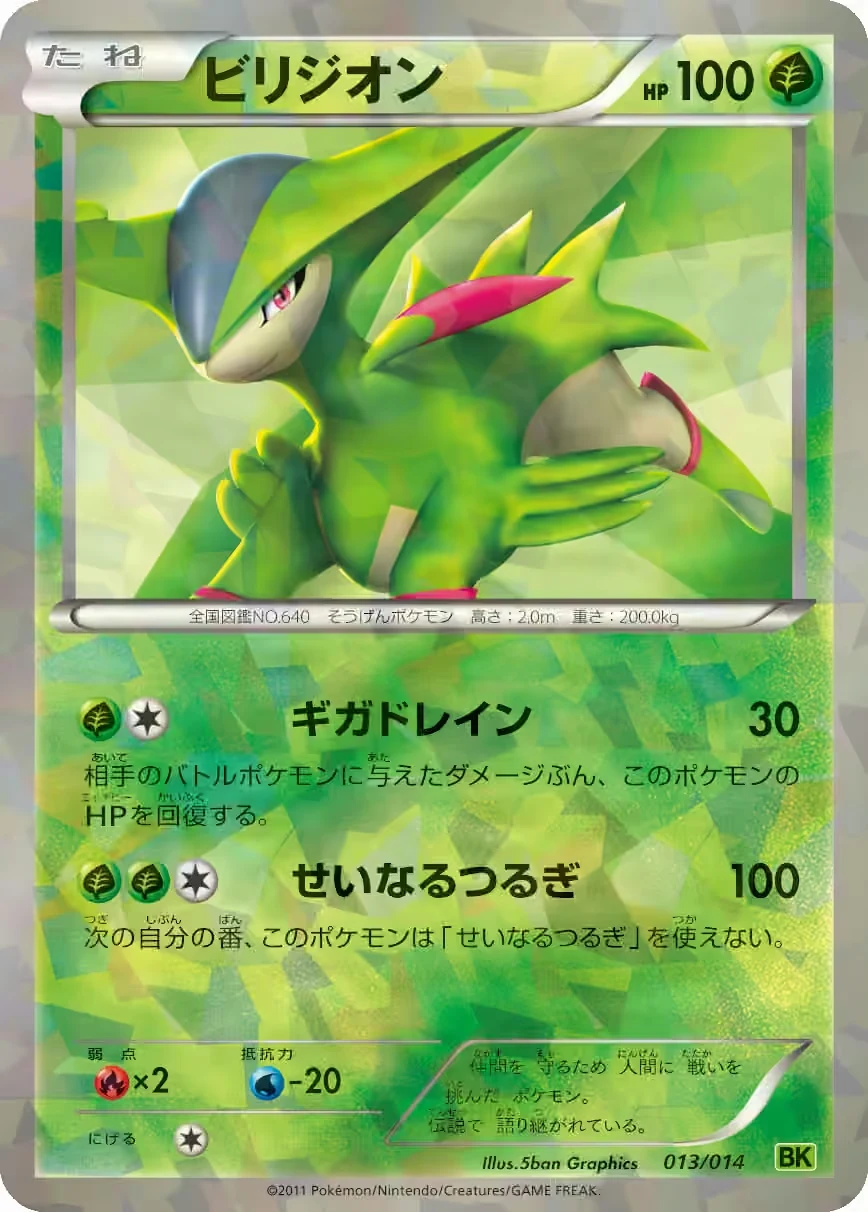 たね ビリジオン HP 100
全国図鑑NO.640 そうげんポケモン 高さ：2.0m 重さ：200.0kg
ギガドレイン 30
相手のバトルポケモンに与えたダメージぶん、このポケモンの
HPを回復する。
せいなるつるぎ 100
次の自分の番、このポケモンは「せいなるつるぎ」を使えない。
弱点 抵抗力
×2 -20
にげる
仲間を 守るため 人間に 戦いを
挑んだ ポケモン。
伝説で 語り継がれている。
Illus.5ban Graphics 013/014 BK
©2011 Pokémon/Nintendo/Creatures/GAME FREAK.